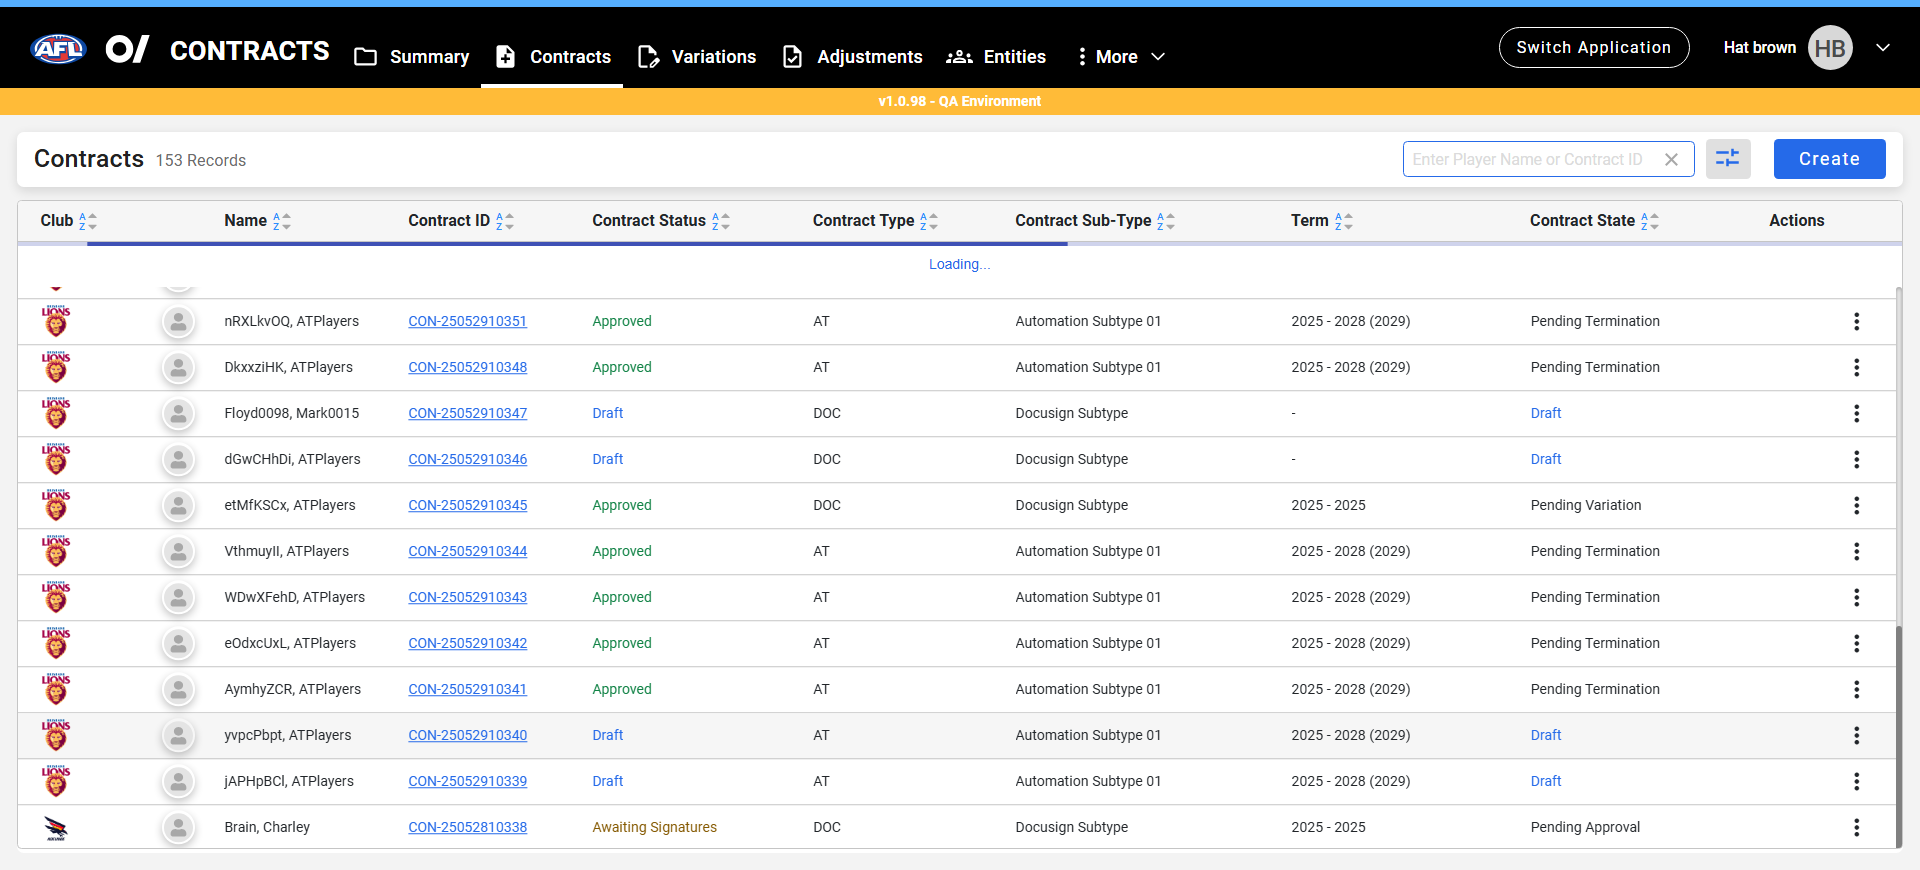 AFL CONTRACTS Summary Contracts Variations Adjustments Entities More Switch Application Hat brown HB
v1.0.98 - QA Environment
Contracts 153 Records Enter Player Name or Contract ID Create
Club Name Contract ID Contract Status Contract Type Contract Sub-Type Term Contract State Actions
Loading...
LIONS nRXLkvOQ, ATPlayers CON-25052910351 Approved AT Automation Subtype 01 2025 - 2028 (2029) Pending Termination
LIONS DkxxziHK, ATPlayers CON-25052910348 Approved AT Automation Subtype 01 2025 - 2028 (2029) Pending Termination
LIONS Floyd0098, Mark0015 CON-25052910347 Draft DOC Docusign Subtype - Draft
LIONS dGwCHhDi, ATPlayers CON-25052910346 Draft DOC Docusign Subtype - Draft
LIONS etMfKSCx, ATPlayers CON-25052910345 Approved DOC Docusign Subtype 2025 - 2025 Pending Variation
LIONS VthmuyII, ATPlayers CON-25052910344 Approved AT Automation Subtype 01 2025 - 2028 (2029) Pending Termination
LIONS WDwXFehD, ATPlayers CON-25052910343 Approved AT Automation Subtype 01 2025 - 2028 (2029) Pending Termination
LIONS eOdxcUxL, ATPlayers CON-25052910342 Approved AT Automation Subtype 01 2025 - 2028 (2029) Pending Termination
LIONS AymhyZCR, ATPlayers CON-25052910341 Approved AT Automation Subtype 01 2025 - 2028 (2029) Pending Termination
LIONS yvpcPbpt, ATPlayers CON-25052910340 Draft AT Automation Subtype 01 2025 - 2028 (2029) Draft
LIONS jAPHpBCl, ATPlayers CON-25052910339 Draft AT Automation Subtype 01 2025 - 2028 (2029) Draft
Brain, Charley CON-25052810338 Awaiting Signatures DOC Docusign Subtype 2025 - 2025 Pending Approval